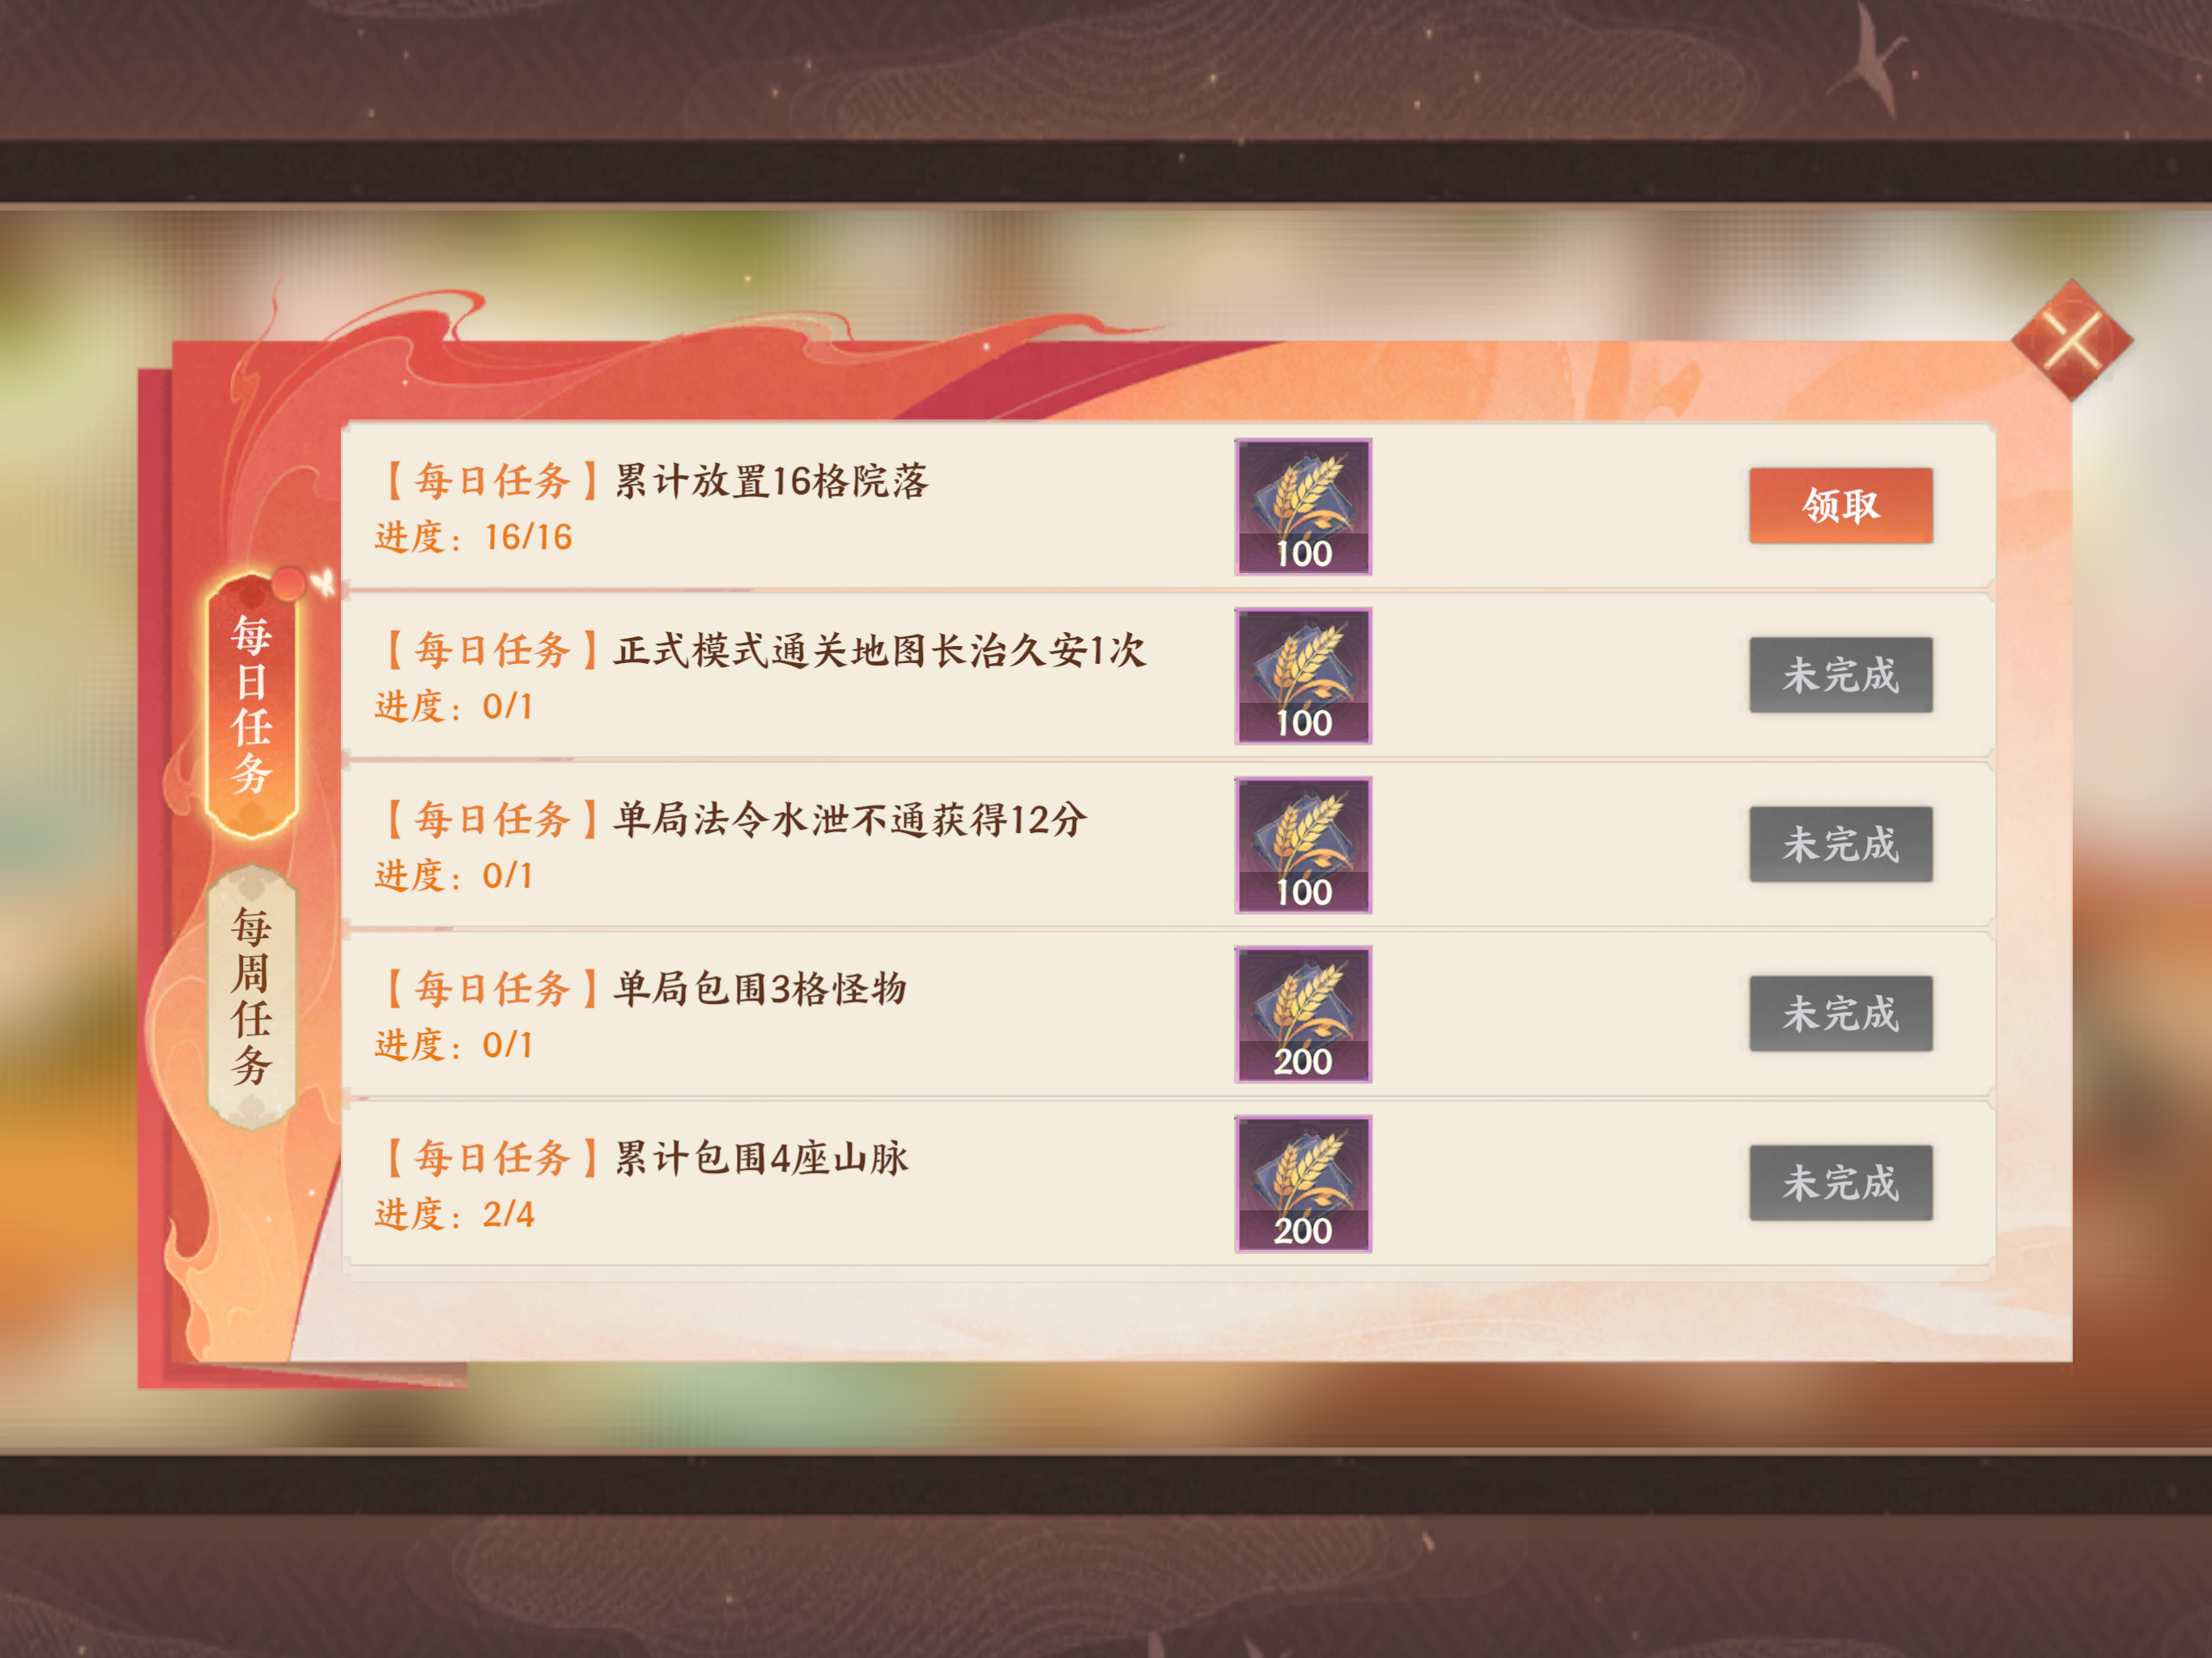 【每日任务】累计放置16格院落
进度：16/16
100
领取
【每日任务】正式模式通关地图长治久安1次
进度：0/1
100
未完成
【每日任务】单局法令水泄不通获得12分
进度：0/1
100
未完成
【每日任务】单局包围3格怪物
进度：0/1
200
未完成
【每日任务】累计包围4座山脉
进度：2/4
200
未完成
每日任务
每周任务